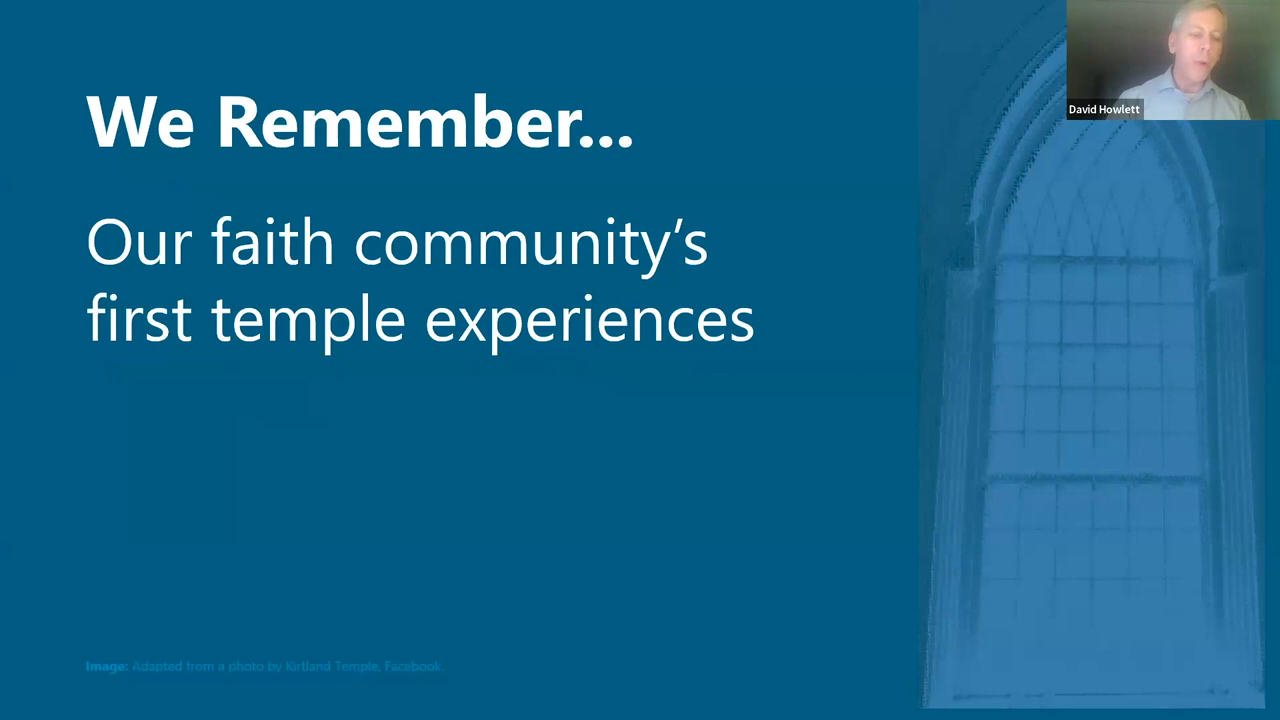 We Remember...
David Howlett
Our faith community’s
first temple experiences
Image: Adapted from a photo by Kirtland Temple, Facebook.